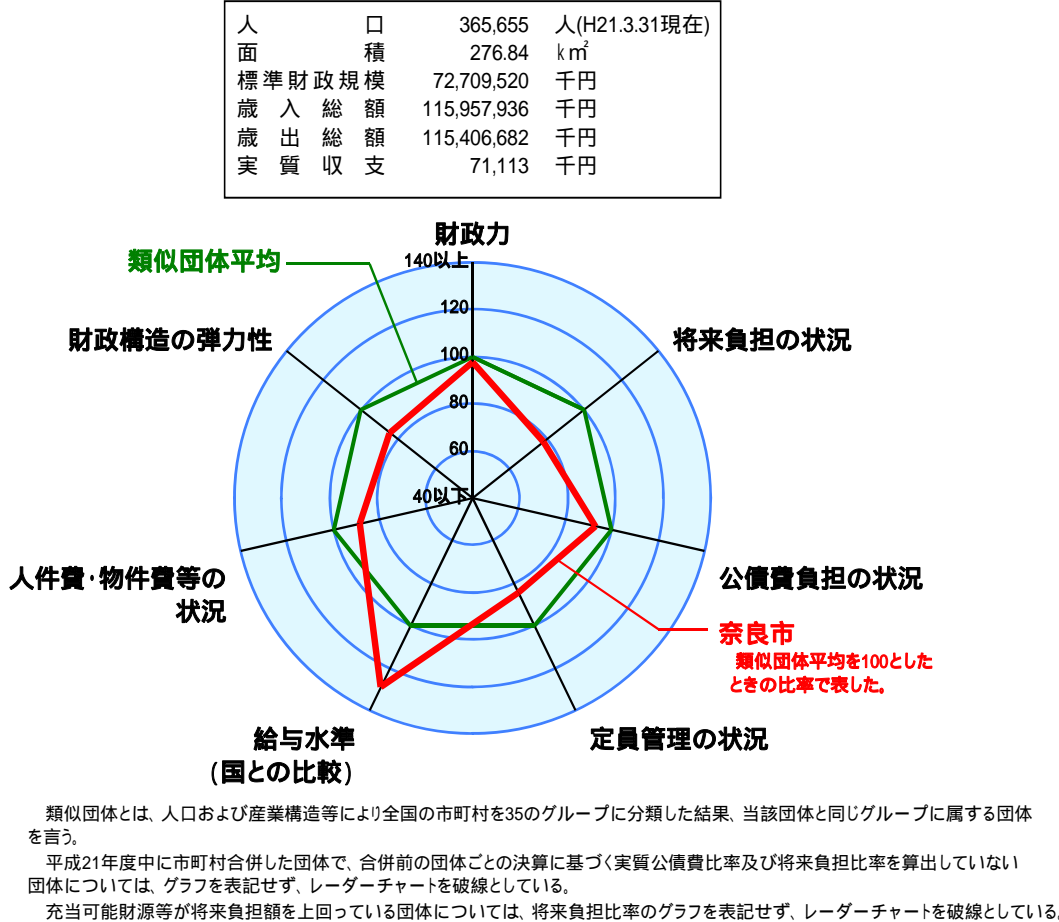 人口 365,655 人(H21.3.31現在)
面積 276.84 k㎡
標準財政規模 72,709,520 千円
歳入総額 115,957,936 千円
歳出総額 115,406,682 千円
実質収支 71,113 千円
財政力
類似団体平均
140以上
120
100
80
60
40以下
財政構造の弾力性
将来負担の状況
人件費・物件費等の
状況
公債費負担の状況
奈良市
類似団体平均を100とした
ときの比率で表した。
給与水準
(国との比較)
定員管理の状況
類似団体とは、人口および産業構造等により全国の市町村を35のグループに分類した結果、当該団体と同じグループに属する団体
を言う。
平成21年度中に市町村合併した団体で、合併前の団体ごとの決算に基づく実質公債費比率及び将来負担比率を算出していない
団体については、グラフを表記せず、レーダーチャートを破線としている。
充当可能財源等が将来負担額を上回っている団体については、将来負担比率のグラフを表記せず、レーダーチャートを破線としている